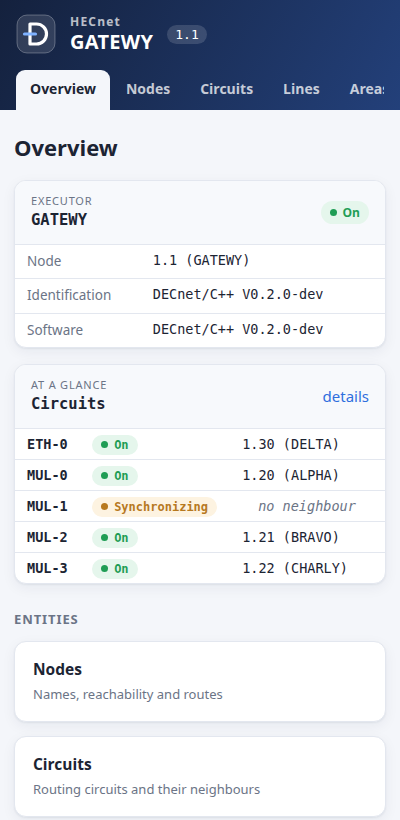 HECnet
GATEWY 1.1
Overview Nodes Circuits Lines Areas
Overview
EXECUTOR
GATEWY
On
Node 1.1 (GATEWY)
Identification DECnet/C++ V0.2.0-dev
Software DECnet/C++ V0.2.0-dev
AT A GLANCE
Circuits
details
ETH-0 On 1.30 (DELTA)
MUL-0 On 1.20 (ALPHA)
MUL-1 Synchronizing no neighbour
MUL-2 On 1.21 (BRAVO)
MUL-3 On 1.22 (CHARLY)
ENTITIES
Nodes
Names, reachability and routes
Circuits
Routing circuits and their neighbours